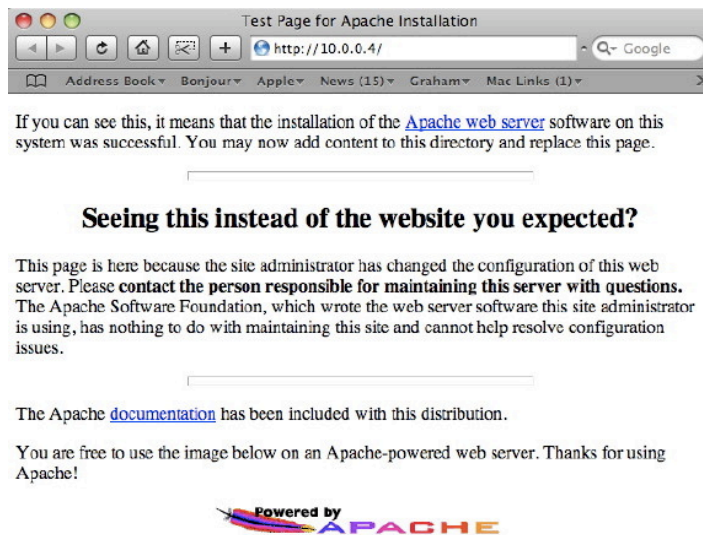 Test Page for Apache Installation
http://10.0.0.4/
Google
Address Book Bonjour Apple News (15) Graham Mac Links (1)
If you can see this, it means that the installation of the Apache web server software on this
system was successful. You may now add content to this directory and replace this page.
Seeing this instead of the website you expected?
This page is here because the site administrator has changed the configuration of this web
server. Please contact the person responsible for maintaining this server with questions.
The Apache Software Foundation, which wrote the web server software this site administrator
is using, has nothing to do with maintaining this site and cannot help resolve configuration
issues.
The Apache documentation has been included with this distribution.
You are free to use the image below on an Apache-powered web server. Thanks for using
Apache!
Powered by
APACHE